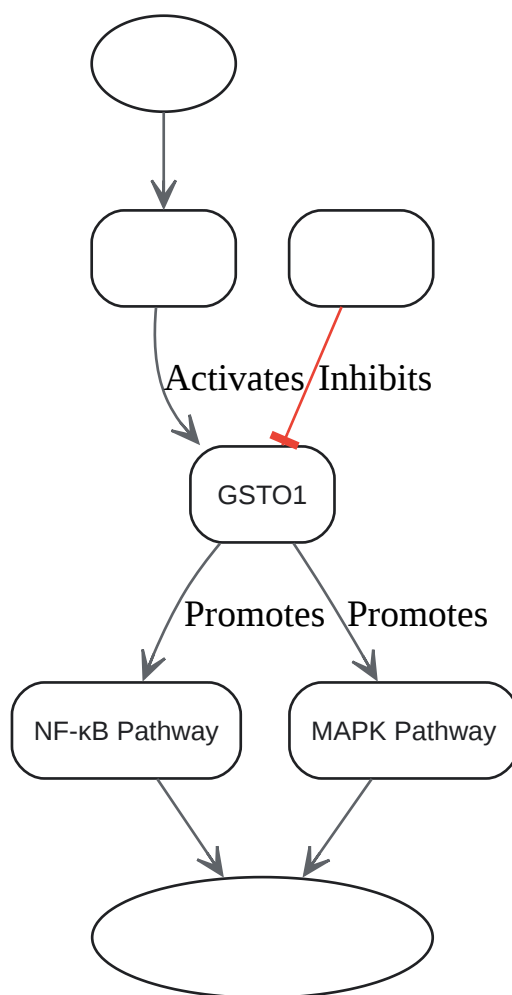 Activates Inhibits
GSTO1
Promotes Promotes
NF-κB Pathway MAPK Pathway